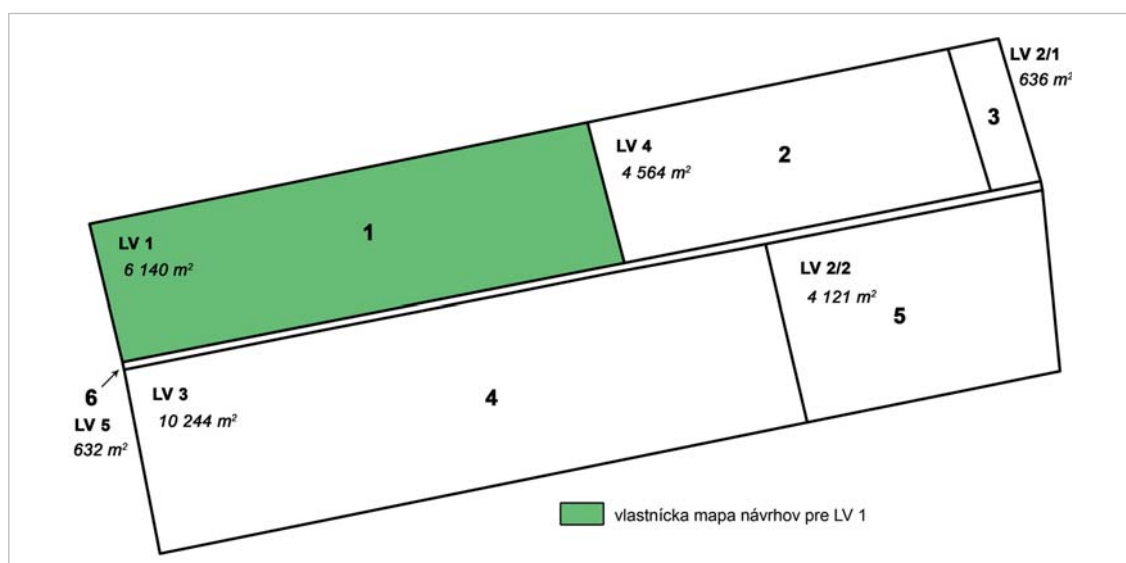 LV 2/1
636 m²
3
LV 4
4 564 m²
2
LV 1
6 140 m²
1
LV 2/2
4 121 m²
5
6
LV 5
632 m²
LV 3
10 244 m²
4
vlastnícka mapa návrhov pre LV 1